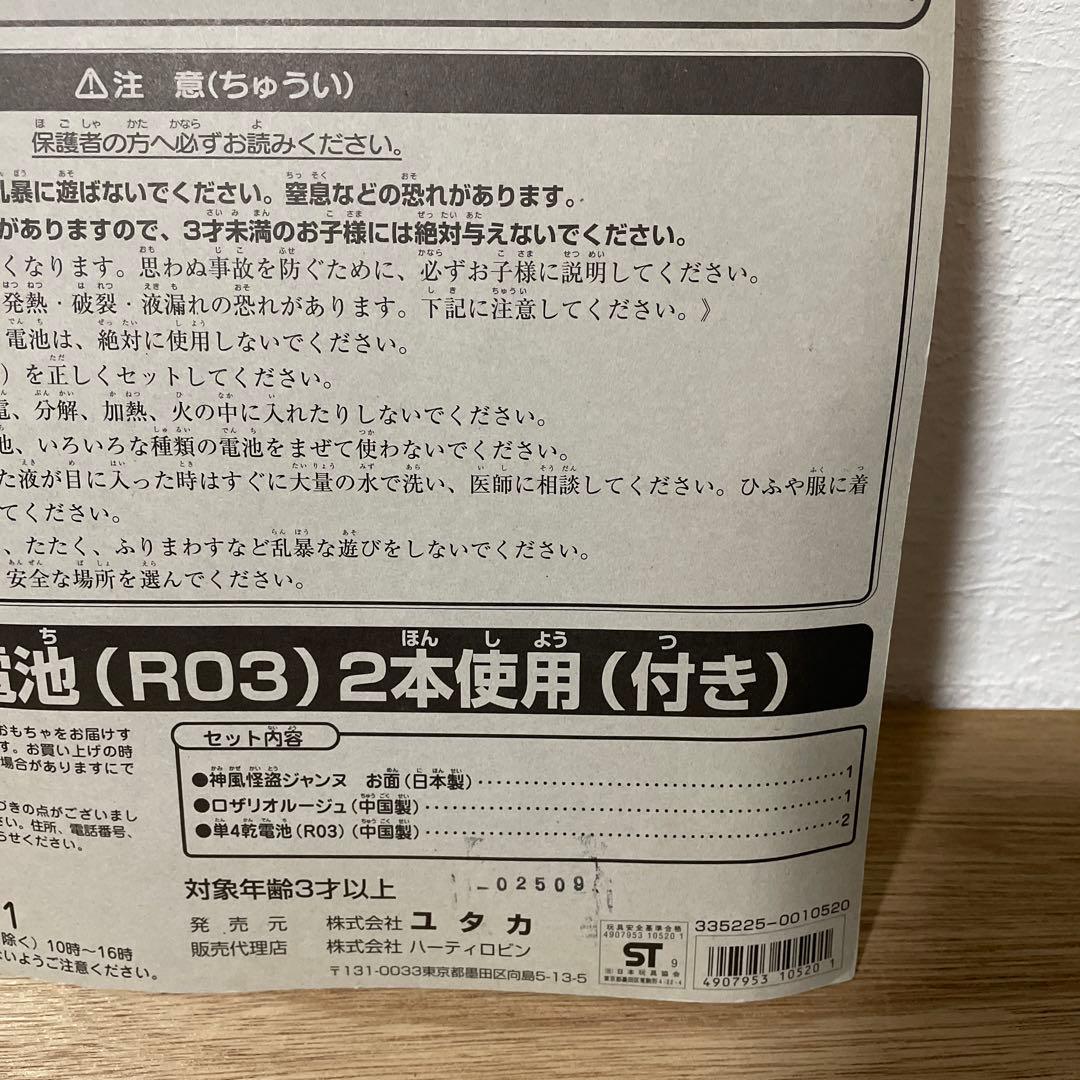 ⚠注 意(ちゅうい)
保護者の方へ必ずお読みください。
乱暴に遊ばないでください。窒息などの恐れがあります。
がありますので、3才未満のお子様には絶対与えないでください。
くなります。思わぬ事故を防ぐために、必ずお子様に説明してください。
発熱・破裂・液漏れの恐れがあります。下記に注意してください。》
電池は、絶対に使用しないでください。
)を正しくセットしてください。
電、分解、加熱、火の中に入れたりしないでください。
池、いろいろな種類の電池をまぜて使わないでください。
た液が目に入った時はすぐに大量の水で洗い、医師に相談してください。ひふや服に着
てください。
、たたく、ふりまわすなど乱暴な遊びをしないでください。
安全な場所を選んでください。
電池(R03)2本使用(付き)
おもちゃをお届けす
す。お買い上げの時
場合がありますにで
づきの点がございまし
さい。住所、電話番号、
らせください。
1
除く)10時〜16時
ないようご注意ください。
セット内容
●神風怪盗ジャンヌ お面(日本製)……1
●ロザリオルージュ(中国製)……1
●単4乾電池(R03)(中国製)……2
対象年齢3才以上
-02509
発売元 株式会社 ユタカ
販売代理店 株式会社 ハーティロビン
〒131-0033東京都墨田区向島5-13-5
玩具安全基準合格
4907953 10520 1
ST 9
(社)日本玩具協会
335225-0010520
4907953 105201